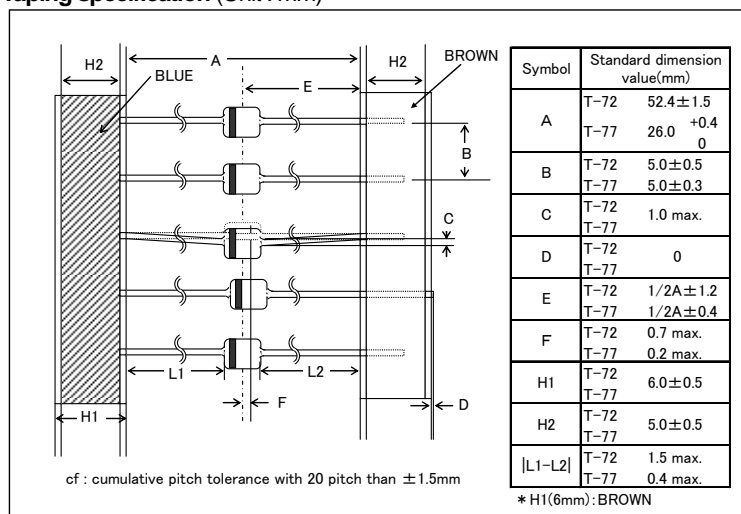 Taping specification (Unit : mm)
H2
A
H2
BLUE
E
BROWN
B
C
L1
L2
F
D
H1
cf : cumulative pitch tolerance with 20 pitch than ±1.5mm
Symbol Standard dimension value(mm)
A T-72 52.4±1.5
T-77 26.0 +0.4 0
B T-72 5.0±0.5
T-77 5.0±0.3
C T-72 T-77 1.0 max.
D T-72 T-77 0
E T-72 1/2A±1.2
T-77 1/2A±0.4
F T-72 0.7 max.
T-77 0.2 max.
H1 T-72 T-77 6.0±0.5
H2 T-72 T-77 5.0±0.5
|L1-L2| T-72 1.5 max.
T-77 0.4 max.
* H1(6mm):BROWN